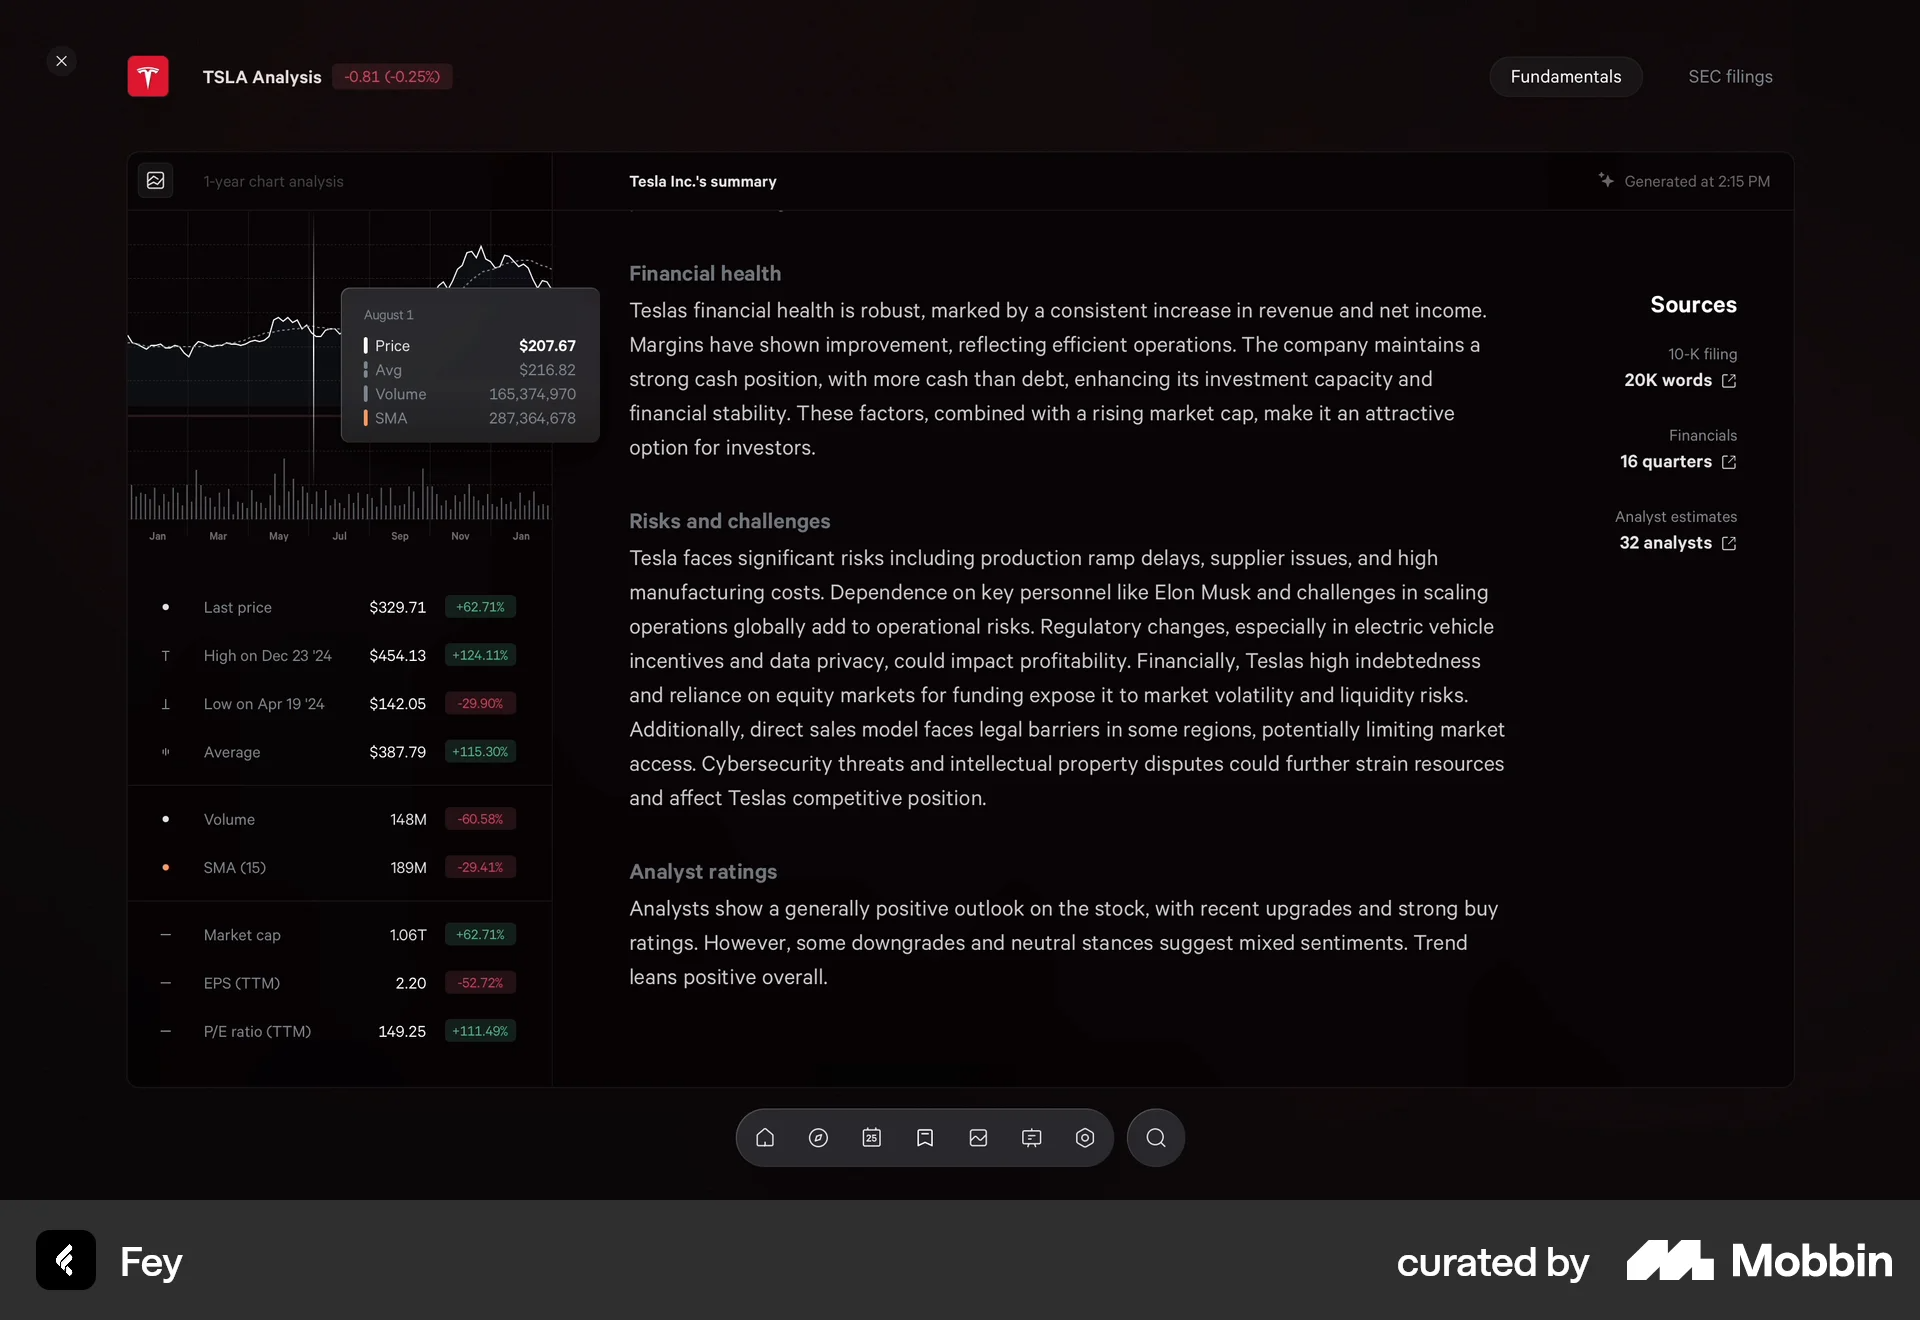 TSLA Analysis
-0.81 (-0.25%)
Fundamentals
SEC filings
1-year chart analysis
August 1
Price $207.67
Avg $216.82
Volume 165,374,970
SMA 287,364,678
Jan Mar May Jul Sep Nov Jan
Last price $329.71 +62.71%
High on Dec 23 '24 $454.13 +124.11%
Low on Apr 19 '24 $142.05 -29.90%
Average $387.79 +115.30%
Volume 148M -60.58%
SMA (15) 189M -29.41%
Market cap 1.06T +62.71%
EPS (TTM) 2.20 -52.72%
P/E ratio (TTM) 149.25 +111.49%
Tesla Inc.'s summary
Generated at 2:15 PM
Financial health
Teslas financial health is robust, marked by a consistent increase in revenue and net income.
Margins have shown improvement, reflecting efficient operations. The company maintains a
strong cash position, with more cash than debt, enhancing its investment capacity and
financial stability. These factors, combined with a rising market cap, make it an attractive
option for investors.
Risks and challenges
Tesla faces significant risks including production ramp delays, supplier issues, and high
manufacturing costs. Dependence on key personnel like Elon Musk and challenges in scaling
operations globally add to operational risks. Regulatory changes, especially in electric vehicle
incentives and data privacy, could impact profitability. Financially, Teslas high indebtedness
and reliance on equity markets for funding expose it to market volatility and liquidity risks.
Additionally, direct sales model faces legal barriers in some regions, potentially limiting market
access. Cybersecurity threats and intellectual property disputes could further strain resources
and affect Teslas competitive position.
Analyst ratings
Analysts show a generally positive outlook on the stock, with recent upgrades and strong buy
ratings. However, some downgrades and neutral stances suggest mixed sentiments. Trend
leans positive overall.
Sources
10-K filing
20K words
Financials
16 quarters
Analyst estimates
32 analysts
25
Fey
curated by
Mobbin